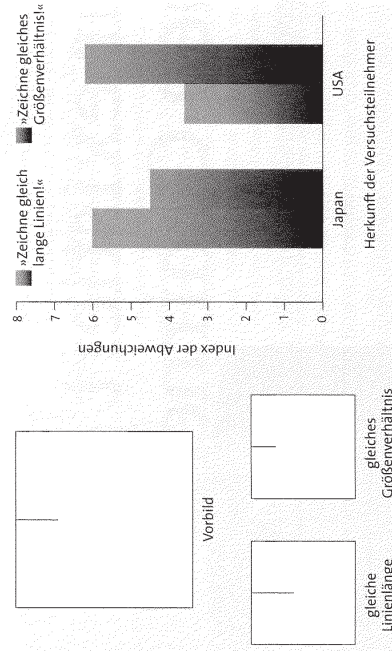 Vorbild
gleiche
Linienlänge
gleiches
Größenverhältnis
»Zeichne gleich
lange Linien!«
»Zeichne gleiches
Größenverhältnis!«
Index der Abweichungen
8
7
6
5
4
3
2
1
0
Japan
USA
Herkunft der Versuchsteilnehmer